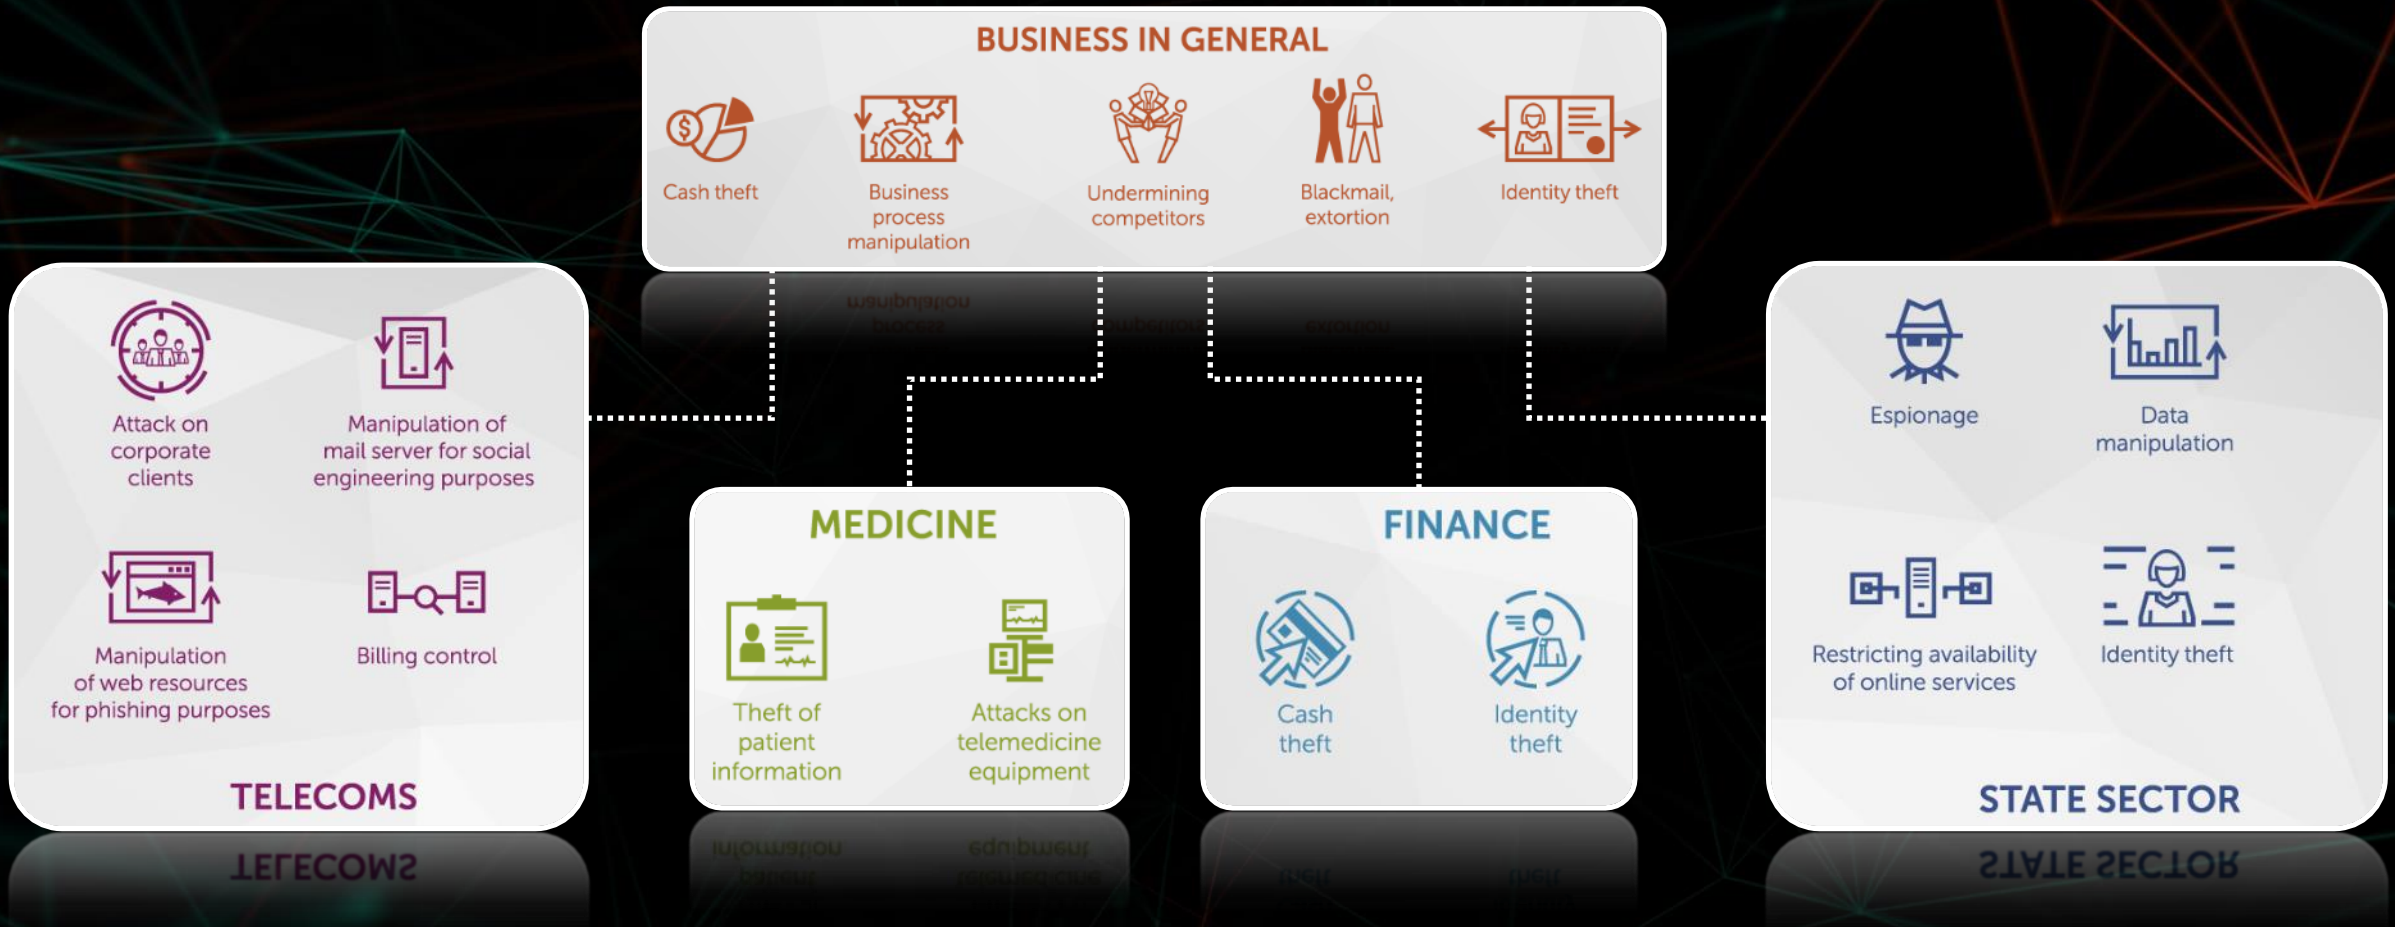 BUSINESS IN GENERAL
Cash theft
Business
process
manipulation
Undermining
competitors
Blackmail,
extortion
Identity theft
Attack on
corporate
clients
Manipulation of
mail server for social
engineering purposes
Manipulation
of web resources
for phishing purposes
Billing control
TELECOMS
MEDICINE
Theft of
patient
information
Attacks on
telemedicine
equipment
FINANCE
Cash
theft
Identity
theft
Espionage
Data
manipulation
Restricting availability
of online services
Identity theft
STATE SECTOR